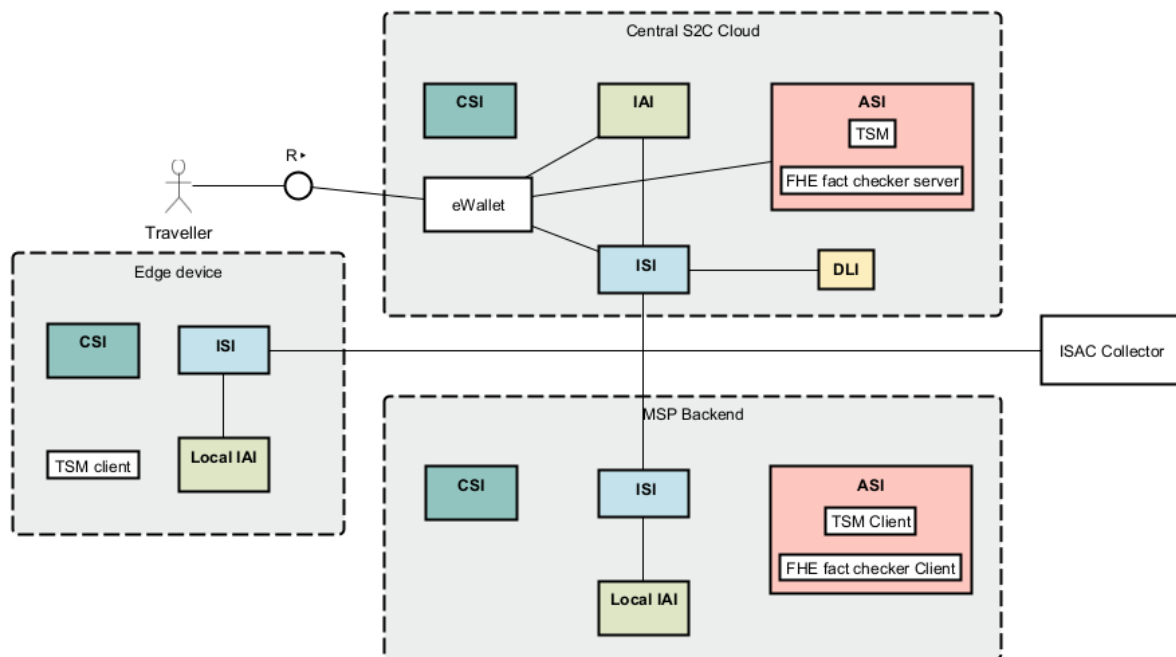 Central S2C Cloud
CSI
IAI
ASI
TSM
FHE fact checker server
R▸
eWallet
Traveller
ISI
DLI
Edge device
CSI
ISI
ISAC Collector
TSM client
Local IAI
MSP Backend
CSI
ISI
ASI
TSM Client
FHE fact checker Client
Local IAI